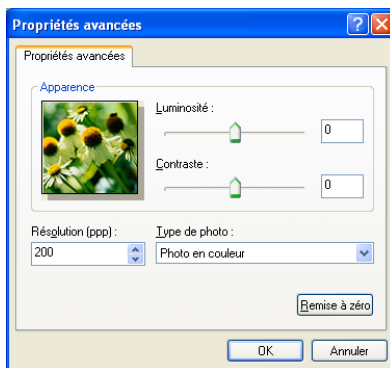 Propriétés avancées
Propriétés avancées
Apparence
Luminosité :
0
Contraste :
0
Résolution (ppp) :
Type de photo :
200
Photo en couleur
Remise à zéro
OK
Annuler